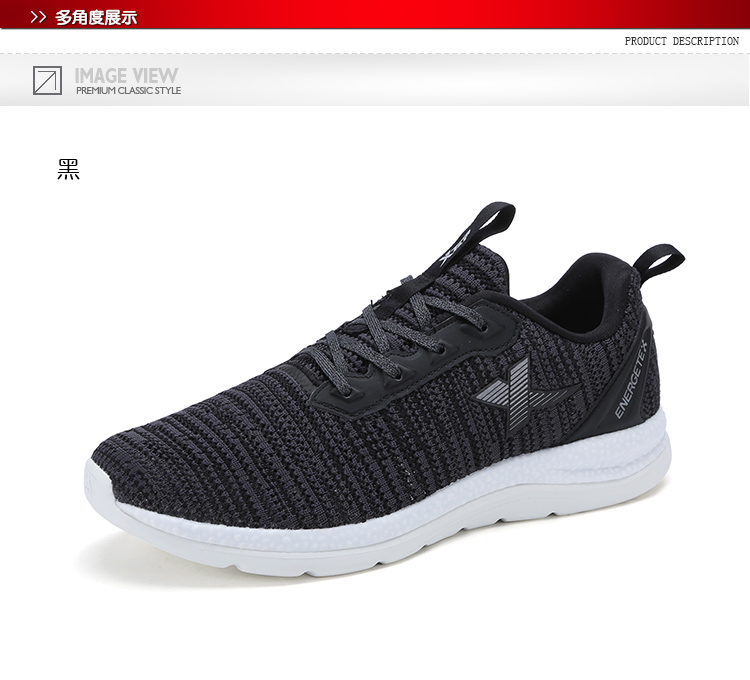 >> 多角度展示
PRODUCT DESCRIPTION
IMAGE VIEW
PREMIUM CLASSIC STYLE
黑
ENERGETEX